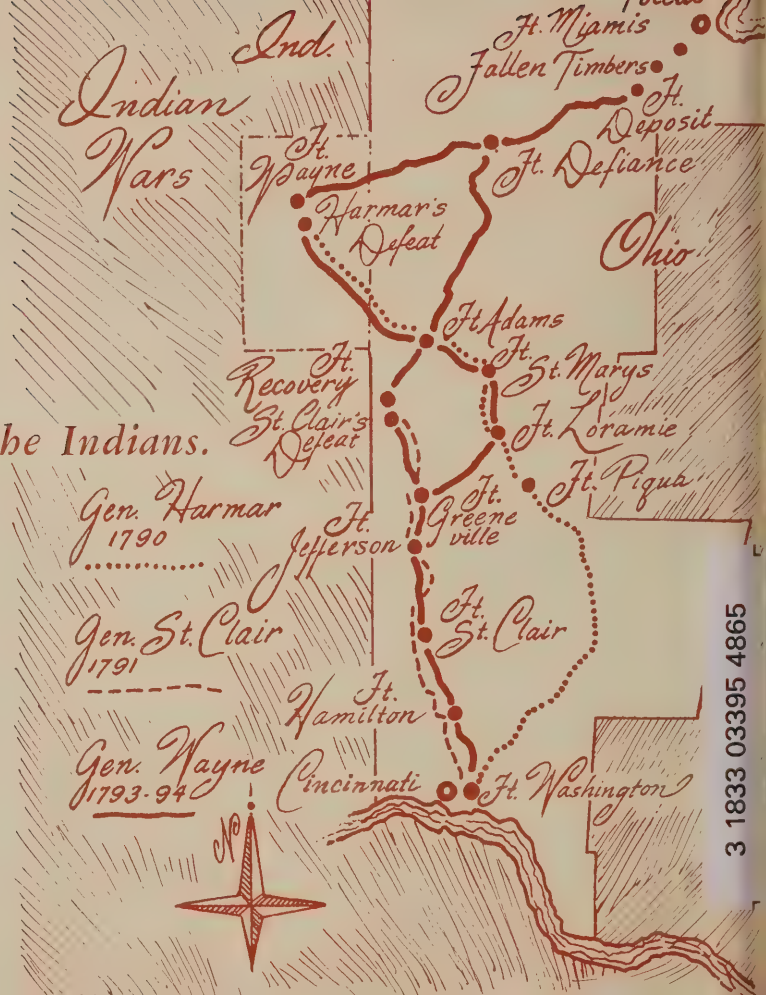 Ind.
Indian
Wars
Ft. Miamis
Fallen Timbers
Ft.
Deposit
Ft. Defiance
Ft.
Wayne
Harmar's
Defeat
Ohio
Ft Adams
Ft.
St. Marys
Ft.
Recovery
St. Clair's
Defeat
Ft. Loramie
he Indians.
Ft. Piqua
Gen. Harmar
1790
Ft.
Greene
ville
Ft.
Jefferson
Gen. St. Clair
1791
Ft.
St. Clair
Ft.
Hamilton
Gen. Wayne
1793-94
Cincinnati
Ft. Washington
N
3 1833 03395 4865